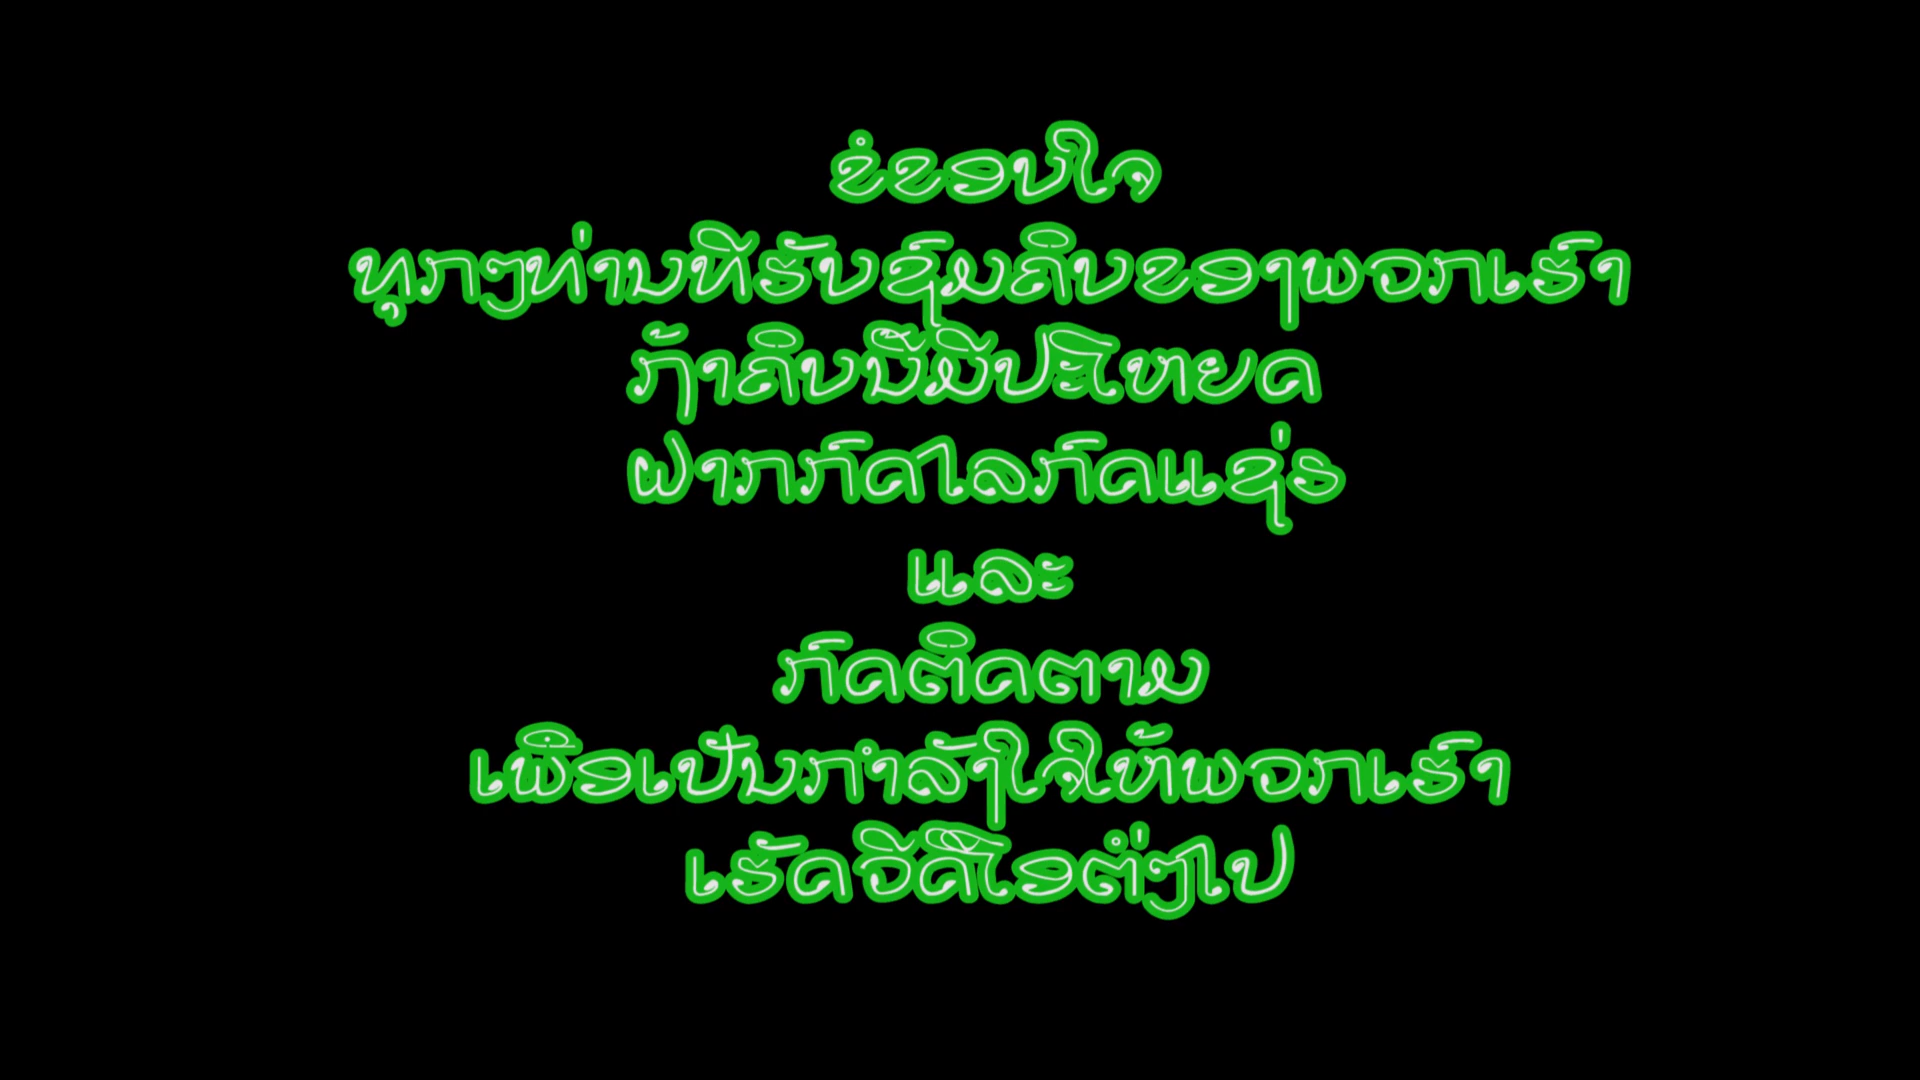 ຂໍຂອບໃຈ
ທຸກໆທ່ານທີຮັບຊົມຄິບຂອງພວກເຮົາ
ຖ້າຄິບນີ້ມີປະໂຫຍດ
ຝາກກົດໄລກົດແຊ່ຣ
ແລະ
ກົດຕິດຕາມ
ເພື່ອເປັນກຳລັງໃຈໃຫ້ພວກເຮົາ
ເຮັດວີດີໂອຕໍ່ໆໄປ